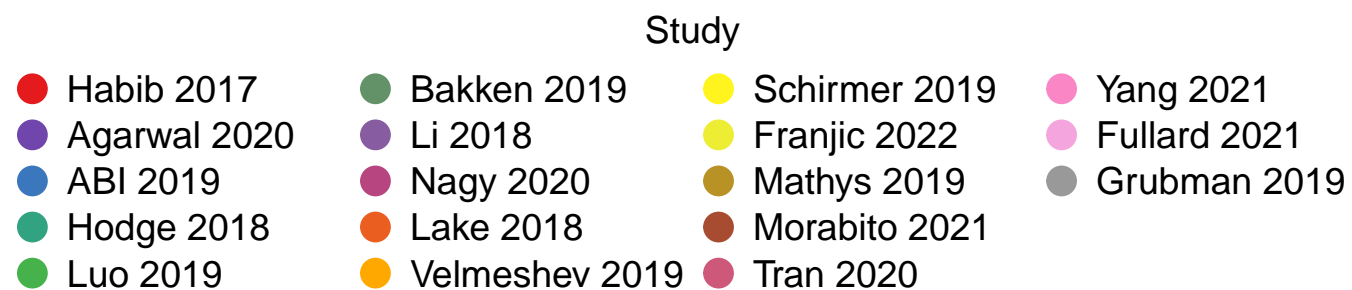 Study
Habib 2017 Bakken 2019 Schirmer 2019 Yang 2021
Agarwal 2020 Li 2018 Franjic 2022 Fullard 2021
ABI 2019 Nagy 2020 Mathys 2019 Grubman 2019
Hodge 2018 Lake 2018 Morabito 2021
Luo 2019 Velmeshev 2019 Tran 2020